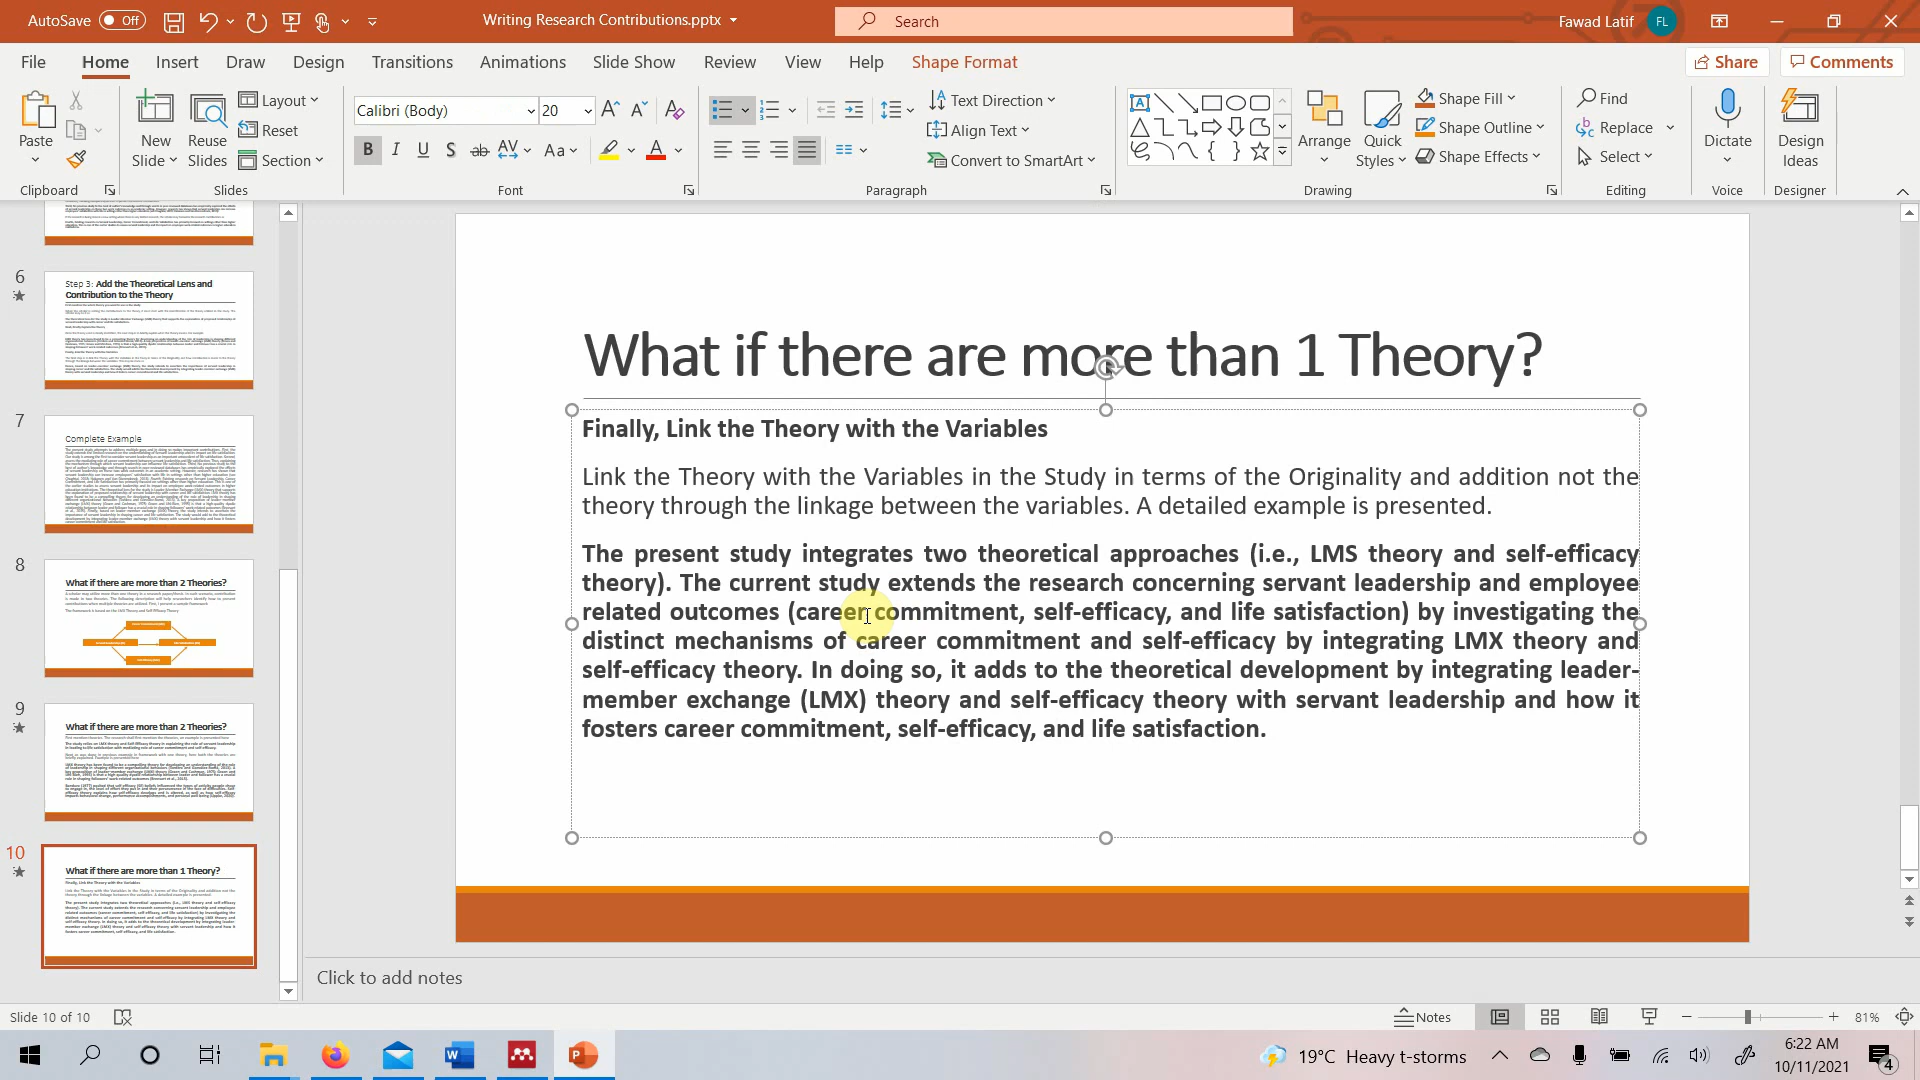 AutoSave Off
Writing Research Contributions.pptx
Search
Fawad Latif FL
File Home Insert Draw Design Transitions Animations Slide Show Review View Help Shape Format
Share Comments
Paste
Clipboard
New Slide
Reuse Slides
Layout
Reset
Section
Slides
Calibri (Body) 20
Font
Text Direction
Align Text
Convert to SmartArt
Paragraph
Arrange
Quick Styles
Shape Fill
Shape Outline
Shape Effects
Drawing
Find
Replace
Select
Editing
Dictate
Voice
Design Ideas
Designer
6
Step 3: Add the Theoretical Lens and
Contribution to the Theory
7
Complete Example
8
What if there are more than 2 Theories?
9
What if there are more than 2 Theories?
10
What if there are more than 1 Theory?
What if there are more than 1 Theory?
Finally, Link the Theory with the Variables
Link the Theory with the Variables in the Study in terms of the Originality and addition not the
theory through the linkage between the variables. A detailed example is presented.
The present study integrates two theoretical approaches (i.e., LMS theory and self-efficacy
theory). The current study extends the research concerning servant leadership and employee
related outcomes (career commitment, self-efficacy, and life satisfaction) by investigating the
distinct mechanisms of career commitment and self-efficacy by integrating LMX theory and
self-efficacy theory. In doing so, it adds to the theoretical development by integrating leader-
member exchange (LMX) theory and self-efficacy theory with servant leadership and how it
fosters career commitment, self-efficacy, and life satisfaction.
Click to add notes
Slide 10 of 10
Notes
81%
19°C Heavy t-storms
6:22 AM
10/11/2021
4